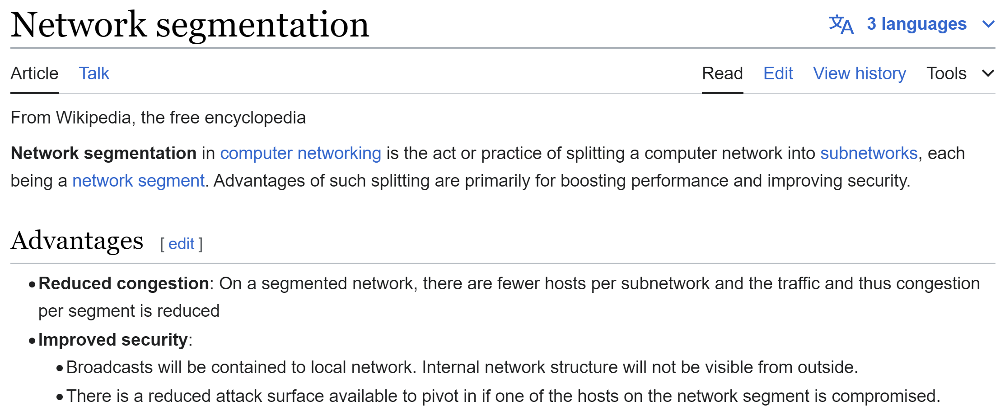 Network segmentation
文A 3 languages
Article Talk Read Edit View history Tools
From Wikipedia, the free encyclopedia
Network segmentation in computer networking is the act or practice of splitting a computer network into subnetworks, each
being a network segment. Advantages of such splitting are primarily for boosting performance and improving security.
Advantages [ edit ]
• Reduced congestion: On a segmented network, there are fewer hosts per subnetwork and the traffic and thus congestion
per segment is reduced
• Improved security:
• Broadcasts will be contained to local network. Internal network structure will not be visible from outside.
• There is a reduced attack surface available to pivot in if one of the hosts on the network segment is compromised.